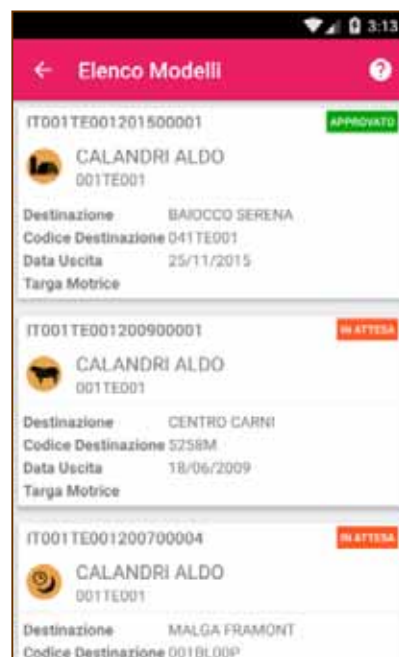 3:13
Elenco Modelli ?
IT001TE001201500001 APPROVATO
CALANDRI ALDO
001TE001
Destinazione BAIOCCO SERENA
Codice Destinazione 041TE001
Data Uscita 25/11/2015
Targa Motrice
IT001TE001200900001 IN ATTESA
CALANDRI ALDO
001TE001
Destinazione CENTRO CARNI
Codice Destinazione S258M
Data Uscita 18/06/2009
Targa Motrice
IT001TE001200700004 IN ATTESA
CALANDRI ALDO
001TE001
Destinazione MALGA FRAMONT
Codice Destinazione 001BL00P